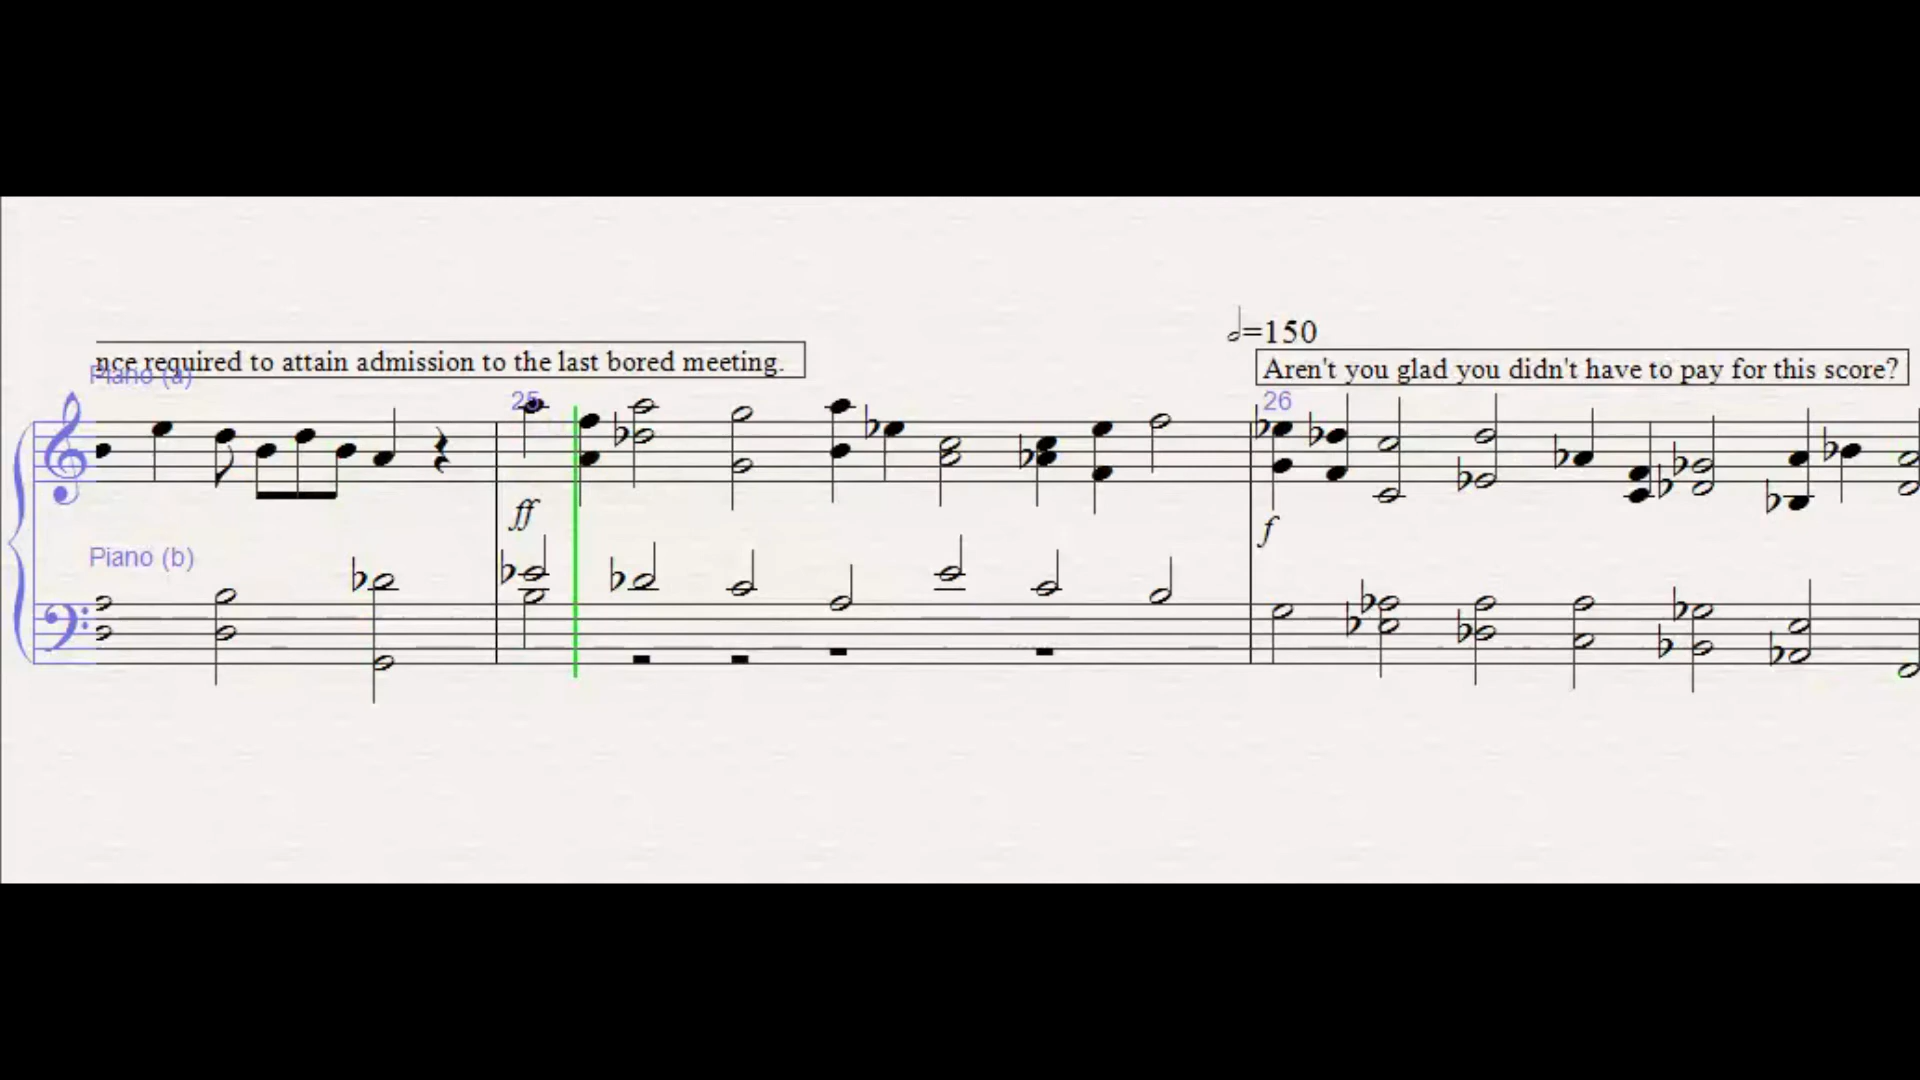 =150
nce required to attain admission to the last bored meeting.
Aren't you glad you didn't have to pay for this score?
Piano (a)
25
26
ff
f
Piano (b)